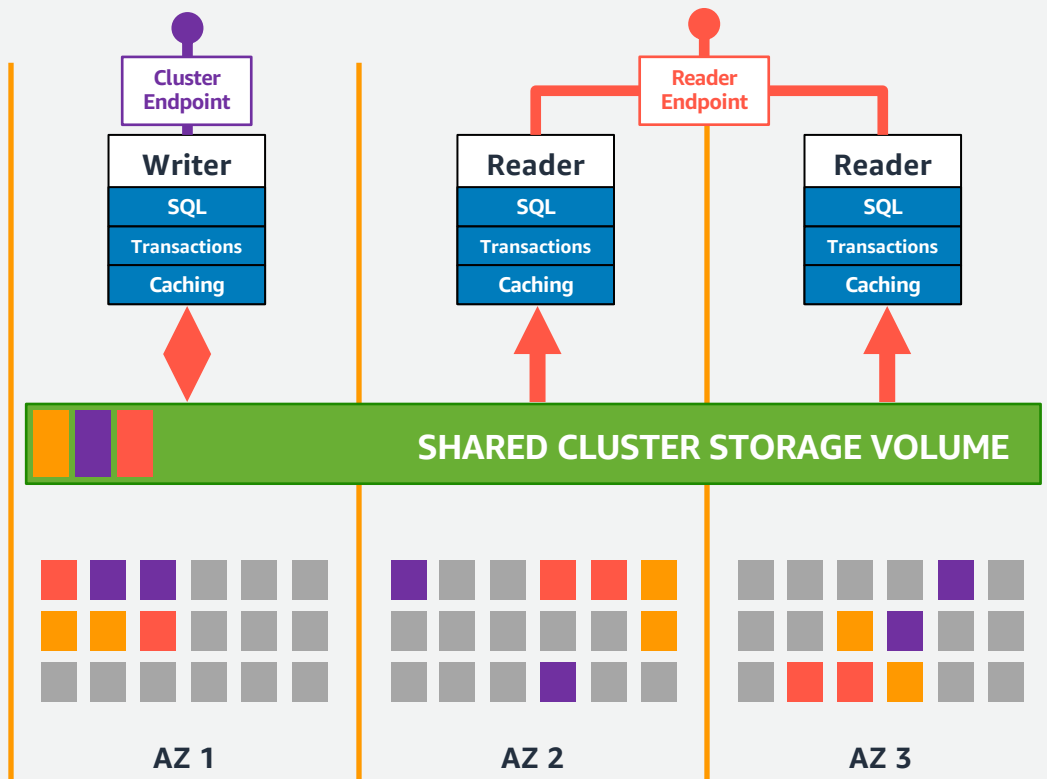 Cluster
Endpoint
Reader
Endpoint
Writer
SQL
Transactions
Caching
Reader
SQL
Transactions
Caching
Reader
SQL
Transactions
Caching
SHARED CLUSTER STORAGE VOLUME
AZ 1
AZ 2
AZ 3